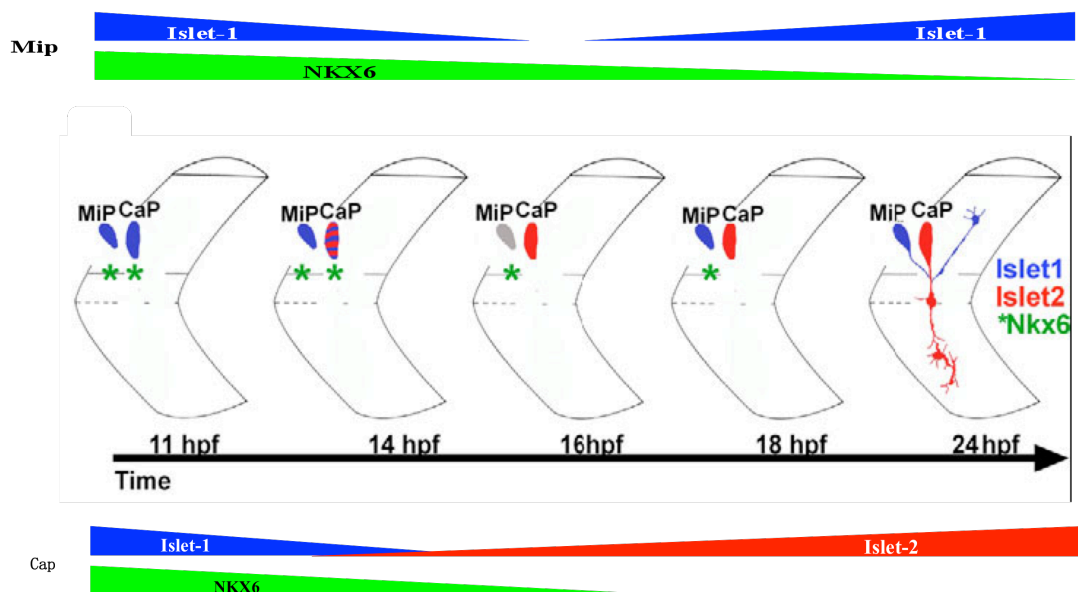 Islet-1 Islet-1
Mip
NKX6
MiP CaP MiP CaP MiP CaP MiP CaP MiP CaP
* * * * * *
Islet1
Islet2
*Nkx6
11 hpf 14 hpf 16hpf 18 hpf 24hpf
Time
Islet-1 Islet-2
Cap
NKX6